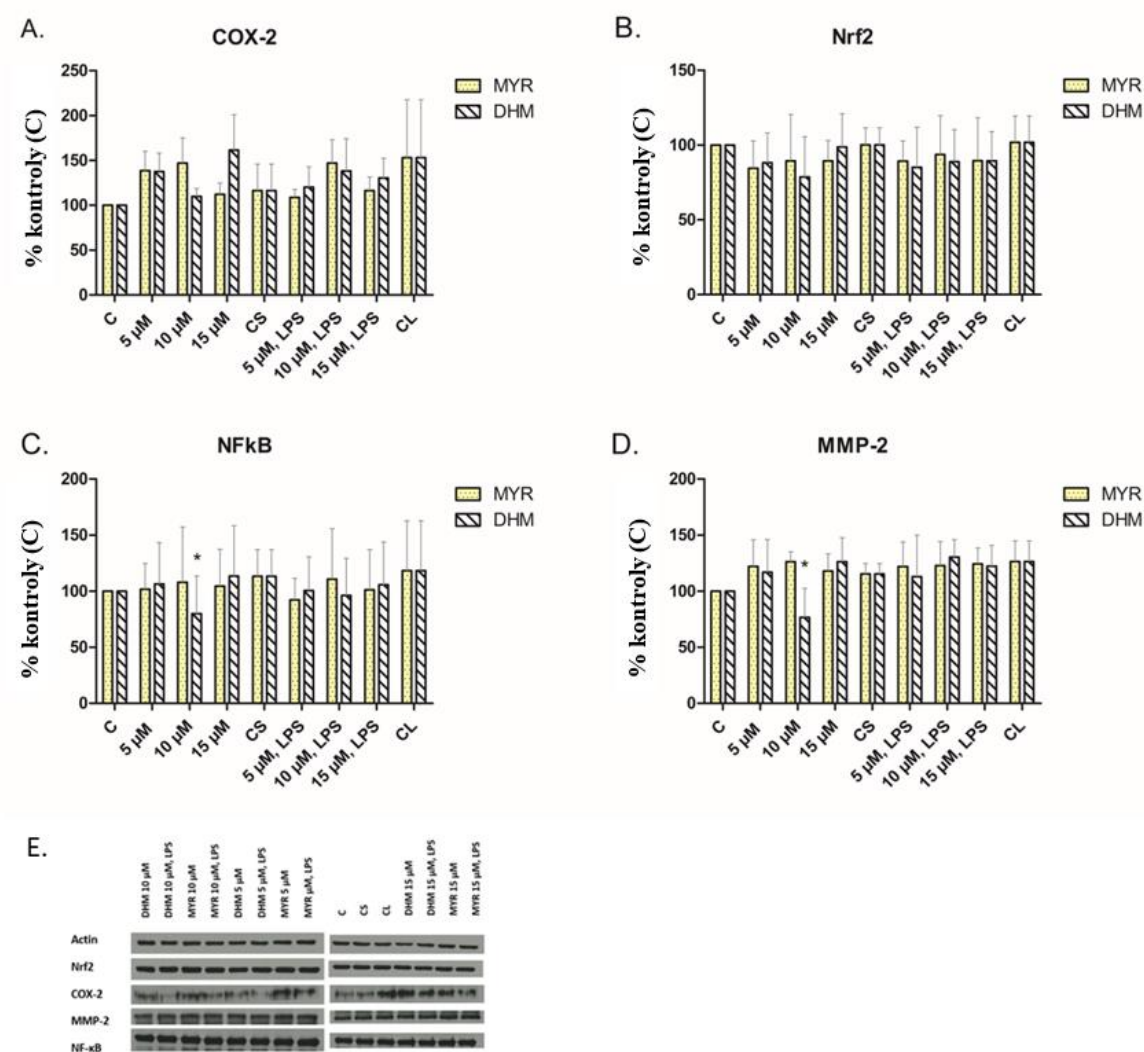 A.
COX-2
% kontroly (C)
250
200
150
100
50
0
C
5 µM
10 µM
15 µM
CS
5 µM, LPS
10 µM, LPS
15 µM, LPS
CL
MYR
DHM
B.
Nrf2
% kontroly (C)
150
100
50
0
C
5 µM
10 µM
15 µM
CS
5 µM, LPS
10 µM, LPS
15 µM, LPS
CL
MYR
DHM
C.
NFkB
% kontroly (C)
200
150
100
50
0
*
C
5 µM
10 µM
15 µM
CS
5 µM, LPS
10 µM, LPS
15 µM, LPS
CL
MYR
DHM
D.
MMP-2
% kontroly (C)
200
150
100
50
0
*
C
5 µM
10 µM
15 µM
CS
5 µM, LPS
10 µM, LPS
15 µM, LPS
CL
MYR
DHM
E.
DHM 10 µM
DHM 10 µM, LPS
MYR 10 µM
MYR 10 µM, LPS
DHM 5 µM
DHM 5 µM, LPS
MYR 5 µM
MYR µM, LPS
C
CS
CL
DHM 15 µM
DHM 15 µM, LPS
MYR 15 µM
MYR 15 µM, LPS
Actin
Nrf2
COX-2
MMP-2
NF-κB